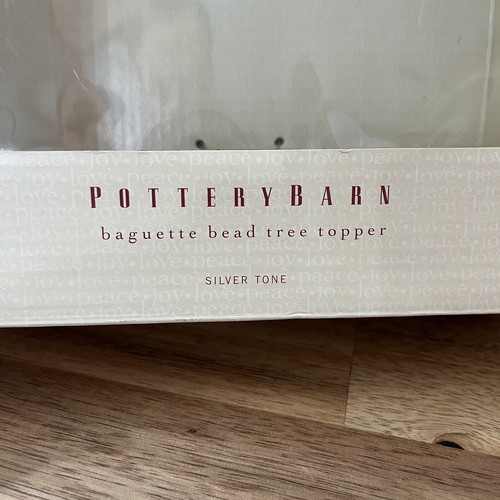 POTTERYBARN
baguette bead tree topper
SILVER TONE